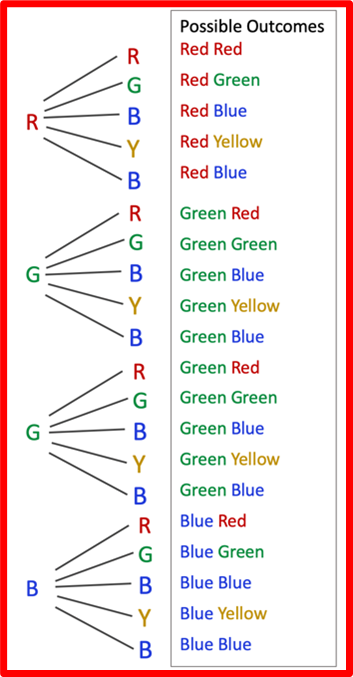 Possible Outcomes
R Red Red
G Red Green
R B Red Blue
Y Red Yellow
B Red Blue
R Green Red
G Green Green
G B Green Blue
Y Green Yellow
B Green Blue
R Green Red
G Green Green
G B Green Blue
Y Green Yellow
B Green Blue
R Blue Red
G Blue Green
B B Blue Blue
Y Blue Yellow
B Blue Blue